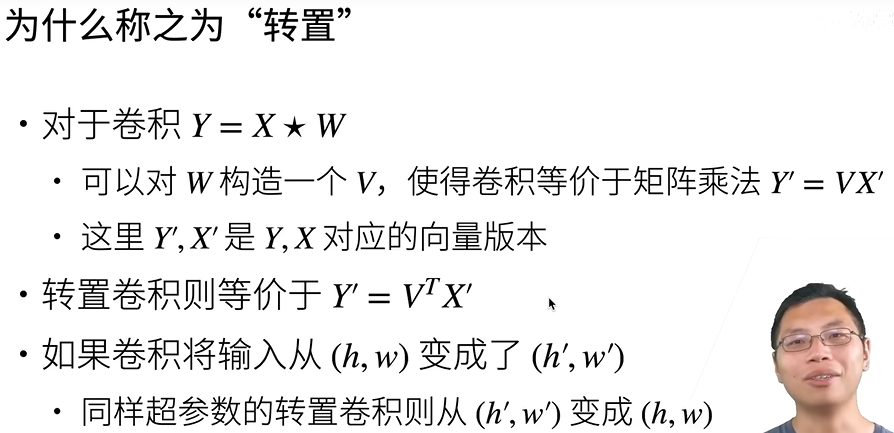 为什么称之为“转置”
• 对于卷积 Y = X ★ W
• 可以对 W 构造一个 V，使得卷积等价于矩阵乘法 Y′ = VX′
• 这里 Y′, X′ 是 Y, X 对应的向量版本
• 转置卷积则等价于 Y′ = VᵀX′
• 如果卷积将输入从 (h, w) 变成了 (h′, w′)
• 同样超参数的转置卷积则从 (h′, w′) 变成 (h, w)